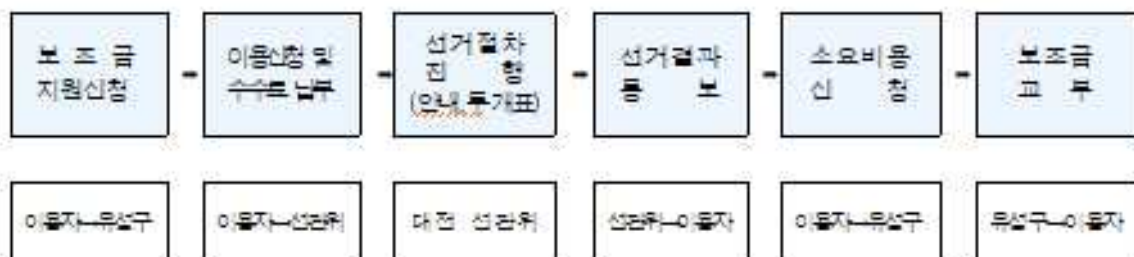 보 조 금
지원신청
이용신청 및
수수료 납부
선거절차
진 행
(안내 투·개표)
선거결과
통 보
소요비용
신 청
보조금
교 부
이용자→유성구
이용자→선관위
대전 선관위
선관위→이용자
이용자→유성구
유성구→이용자